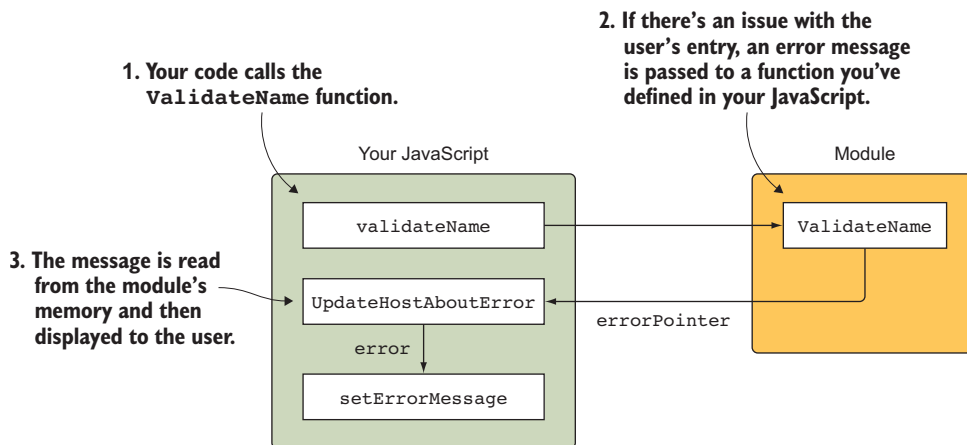 2. If there's an issue with the
user's entry, an error message
is passed to a function you've
defined in your JavaScript.
1. Your code calls the
ValidateName function.
Your JavaScript
Module
validateName
ValidateName
3. The message is read
from the module's
memory and then
displayed to the user.
UpdateHostAboutError
errorPointer
error
setErrorMessage